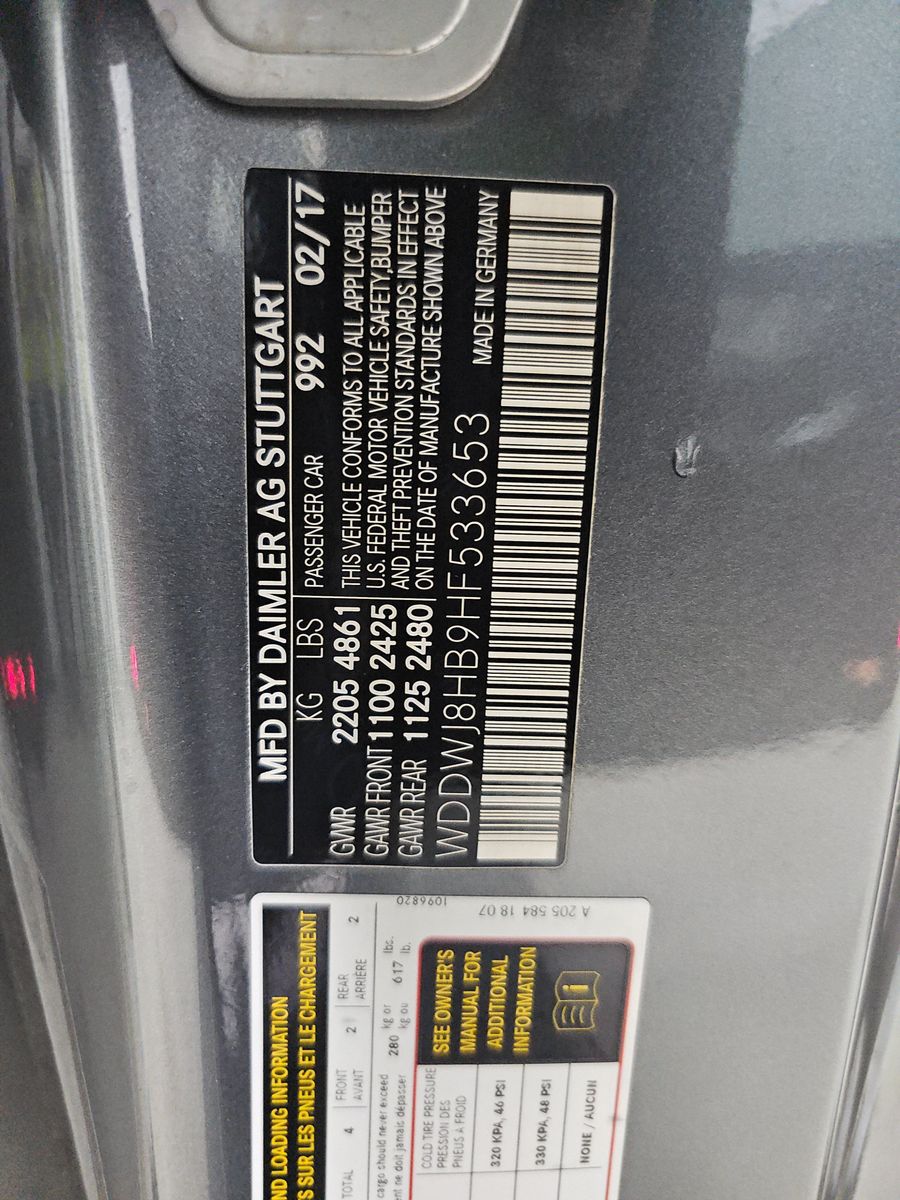 MFD BY DAIMLER AG STUTTGART
KG LBS PASSENGER CAR 992 02/17
GVWR 2205 4861
GAWR FRONT 1100 2425
GAWR REAR 1125 2480
THIS VEHICLE CONFORMS TO ALL APPLICABLE
U.S. FEDERAL MOTOR VEHICLE SAFETY,BUMPER
AND THEFT PREVENTION STANDARDS IN EFFECT
ON THE DATE OF MANUFACTURE SHOWN ABOVE
WDDWJ8HB9HF533653 MADE IN GERMANY
ND LOADING INFORMATION
S SUR LES PNEUS ET LE CHARGEMENT
TOTAL 4 FRONT AVANT 2 REAR ARRIÈRE 2
cargo should never exceed 280 kg or 617 lbs.
ent ne doit jamais dépasser kg ou lb.
1096820
COLD TIRE PRESSURE
PRESSION DES
PNEUS A FROID
320 KPA, 46 PSI
330 KPA, 48 PSI
NONE / AUCUN
SEE OWNER'S
MANUAL FOR
ADDITIONAL
INFORMATION
A 205 584 18 07